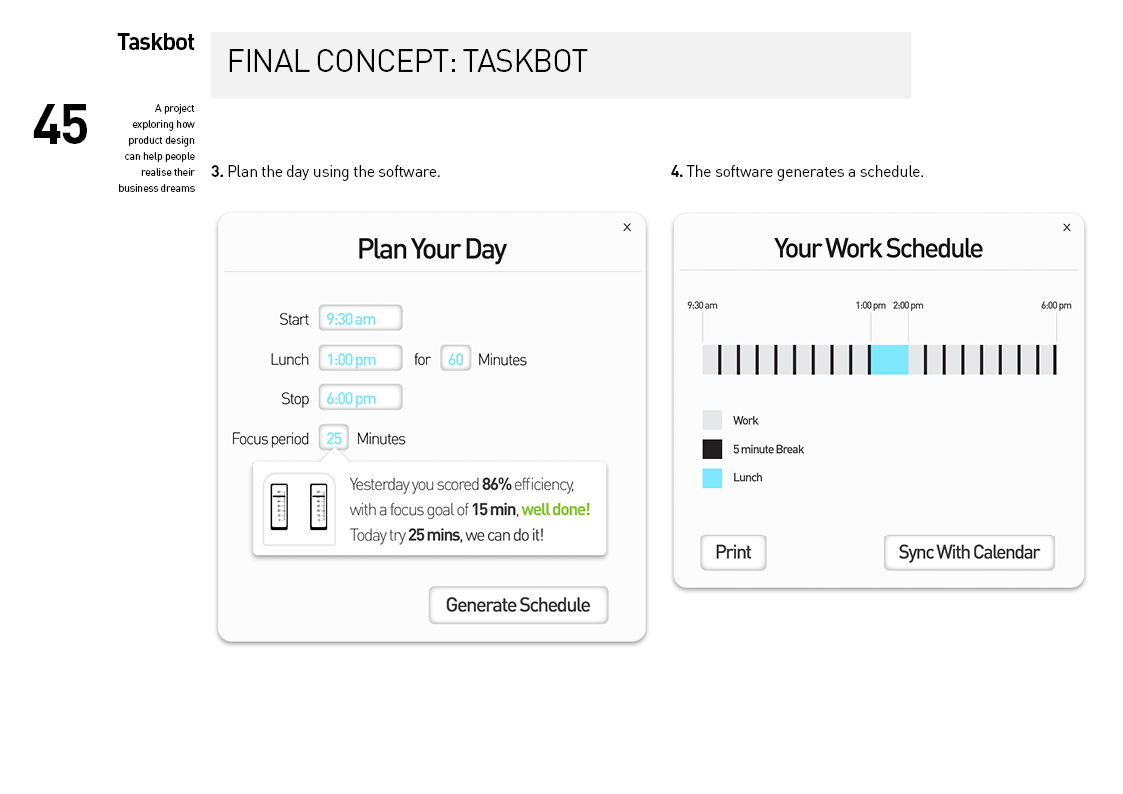 Taskbot
FINAL CONCEPT: TASKBOT
45
A project
exploring how
product design
can help people
realise their
business dreams
3. Plan the day using the software.
x
Plan Your Day
Start 9:30 am
Lunch 1:00 pm for 60 Minutes
Stop 6:00 pm
Focus period 25 Minutes
Yesterday you scored 86% efficiency,
with a focus goal of 15 min, well done!
Today try 25 mins, we can do it!
Generate Schedule
4. The software generates a schedule.
x
Your Work Schedule
9:30 am 1:00 pm 2:00 pm 6:00 pm
Work
5 minute Break
Lunch
Print
Sync With Calendar